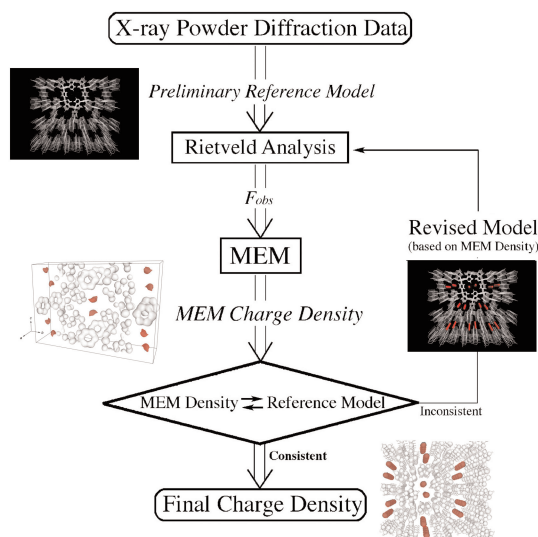 X-ray Powder Diffraction Data
Preliminary Reference Model
Rietveld Analysis
Fobs
Revised Model
(based on MEM Density)
MEM
MEM Charge Density
MEM Density
Reference Model
Inconsistent
Consistent
Final Charge Density